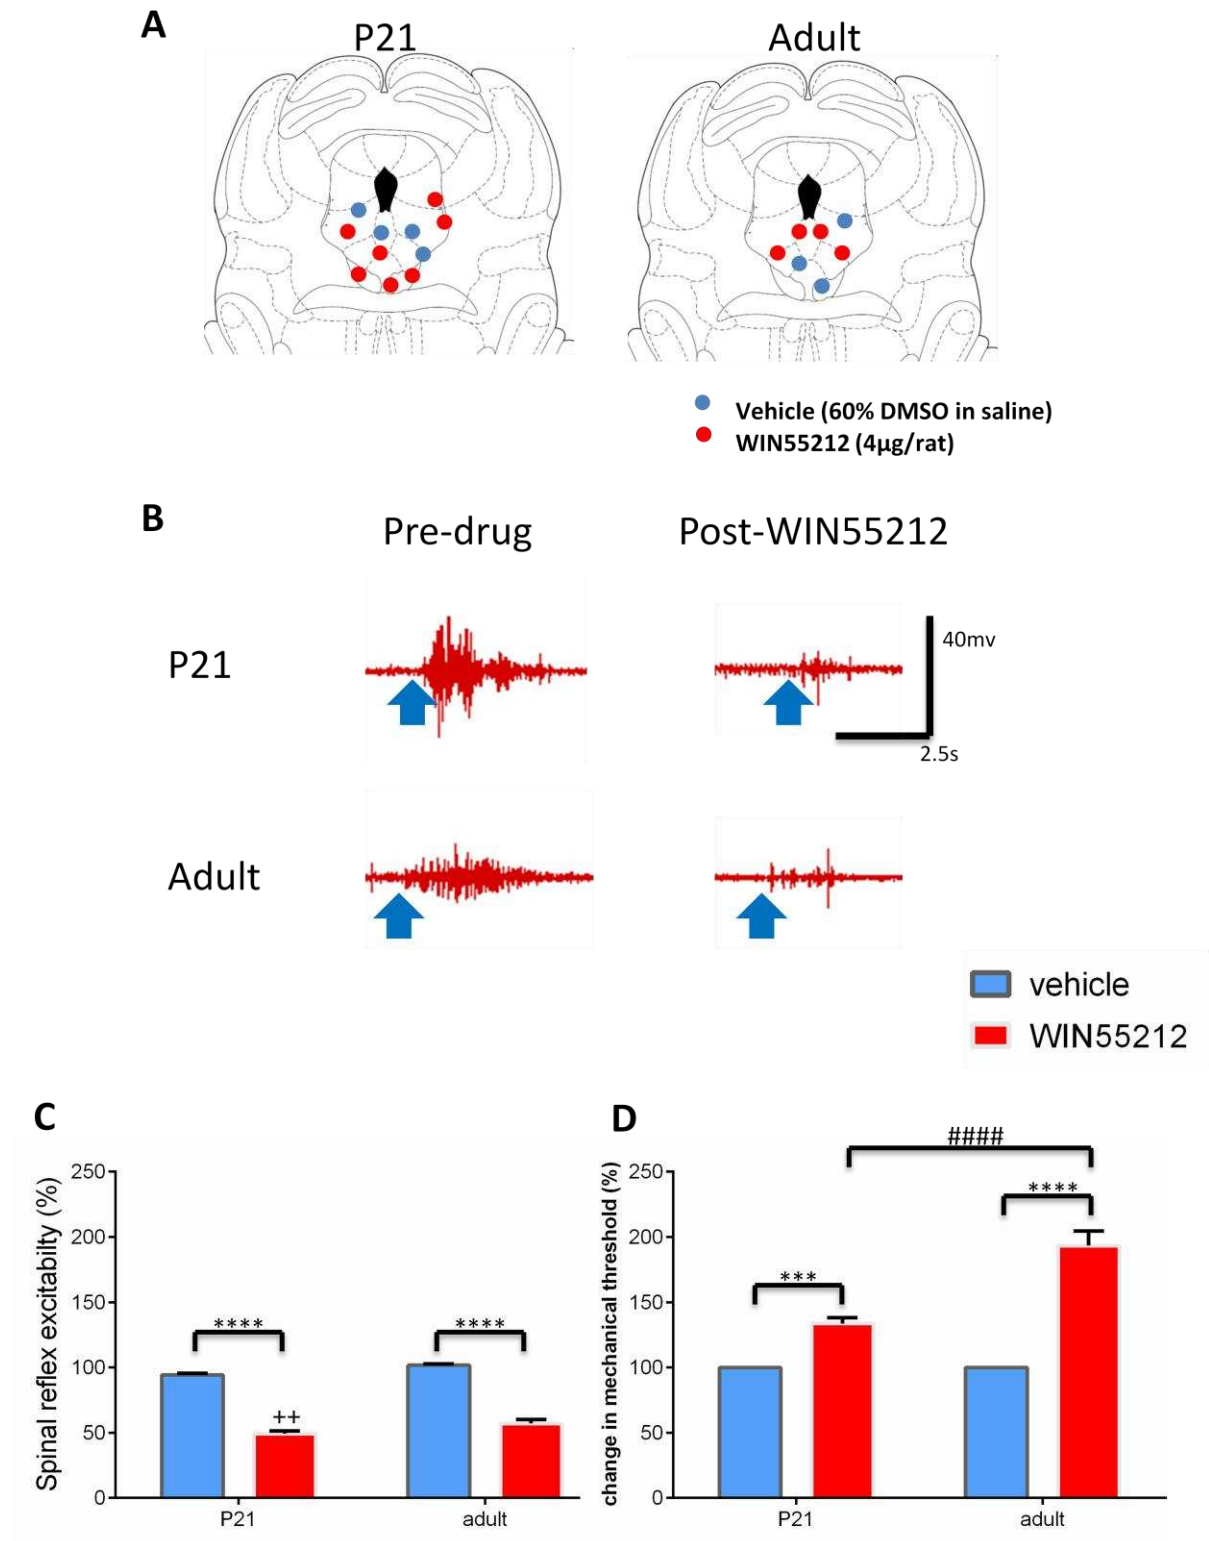 A
P21
Adult
Vehicle (60% DMSO in saline)
WIN55212 (4µg/rat)
B
Pre-drug
Post-WIN55212
P21
40mv
2.5s
Adult
vehicle
WIN55212
C
Spinal reflex excitabilty (%)
250
200
150
100
50
0
****
++
****
P21
adult
D
change in mechanical threshold (%)
250
200
150
100
50
0
####
***
****
P21
adult